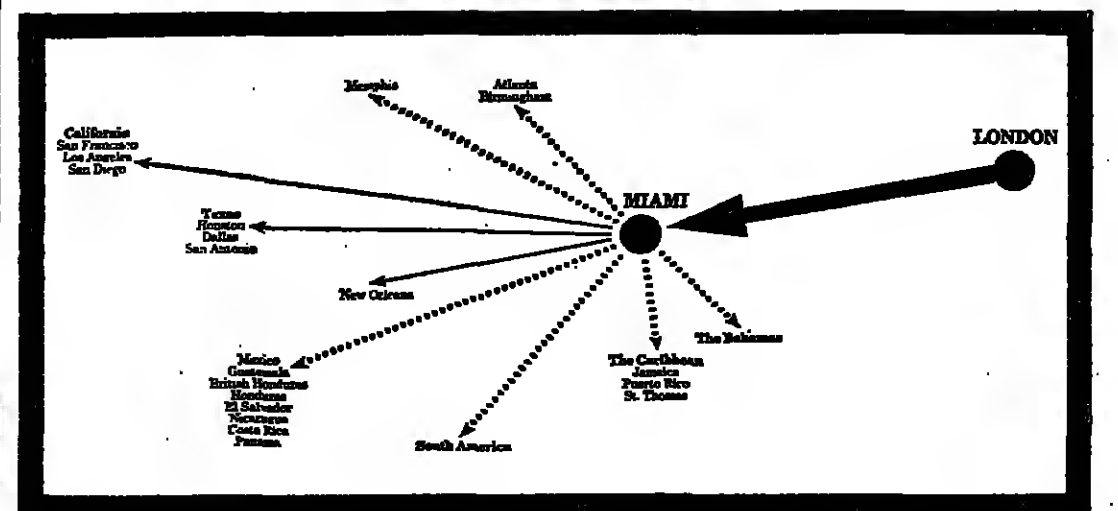 Memphis
Atlanta
Birmingham
LONDON
California
San Francisco
Los Angeles
San Diego
MIAMI
Texas
Houston
Dallas
San Antonio
New Orleans
The Bahamas
Mexico
Guatemala
British Honduras
Honduras
El Salvador
Nicaragua
Costa Rica
Panama
The Caribbean
Jamaica
Puerto Rico
St. Thomas
South America